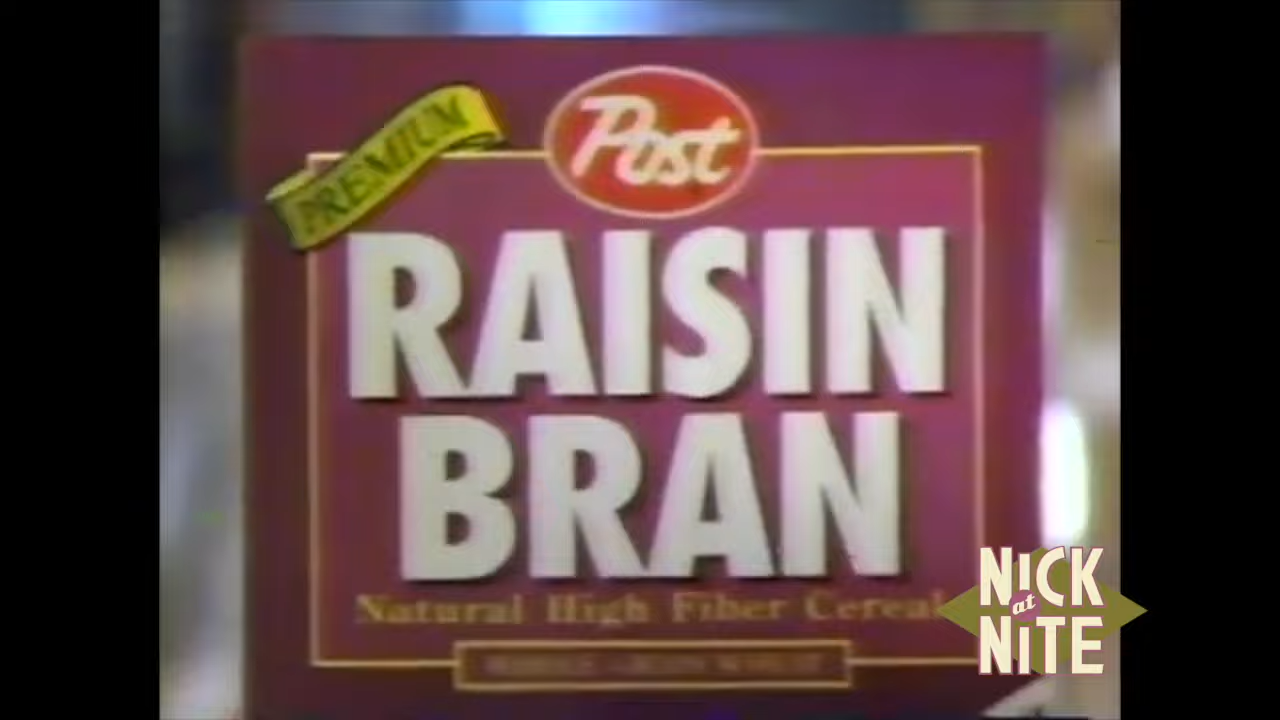 PREMIUM
Post
RAISIN
BRAN
Natural High Fiber Cereal
NICK
at
NITE